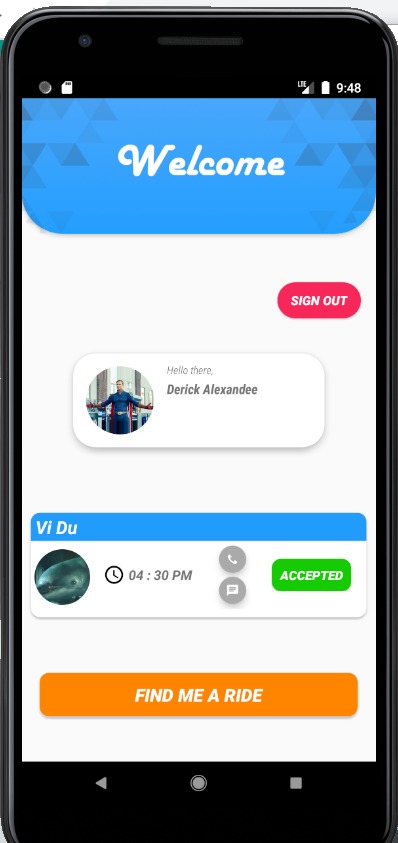 LTE 9:48
Welcome
SIGN OUT
Hello there,
Derick Alexandee
Vi Du
04 : 30 PM
ACCEPTED
FIND ME A RIDE